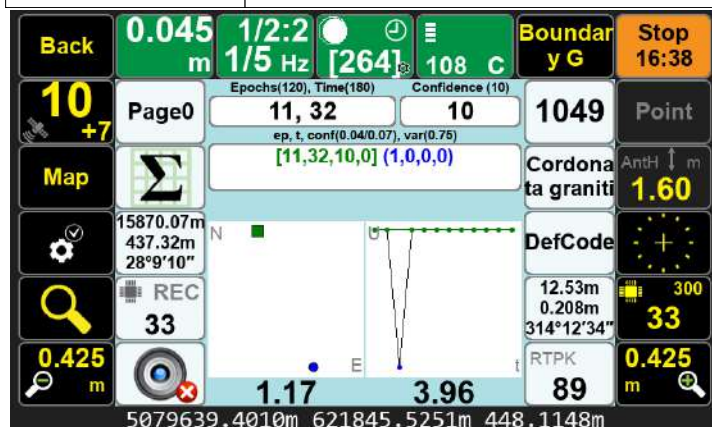 Back
0.045
m
1/2:2
1/5 Hz
[264]
108 C
Boundar
y G
Stop
16:38
10
+7
Page0
Epochs(120), Time(180)
Confidence (10)
11, 32
10
1049
Point
ep, t, conf(0.04/0.07), var(0.75)
[11,32,10,0] (1,0,0,0)
Map
Σ
Cordona
ta graniti
AntH m
1.60
15870.07m
437.32m
28°9'10"
N
U
DefCode
REC
33
12.53m
0.208m
314°12'34"
300
33
0.425
m
E
t
1.17
3.96
RTPK
89
0.425
m
5079639.4010m 621845.5251m 448.1148m